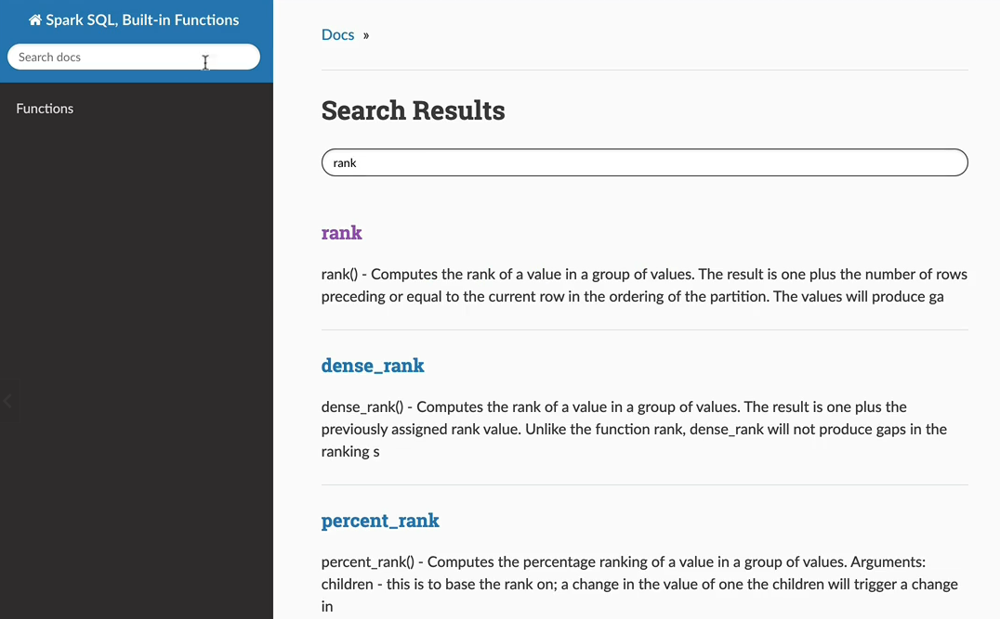 Spark SQL, Built-in Functions
Search docs
Functions
Docs »
Search Results
rank
rank
rank() - Computes the rank of a value in a group of values. The result is one plus the number of rows
preceding or equal to the current row in the ordering of the partition. The values will produce ga
dense_rank
dense_rank() - Computes the rank of a value in a group of values. The result is one plus the
previously assigned rank value. Unlike the function rank, dense_rank will not produce gaps in the
ranking s
percent_rank
percent_rank() - Computes the percentage ranking of a value in a group of values. Arguments:
children - this is to base the rank on; a change in the value of one the children will trigger a change
in